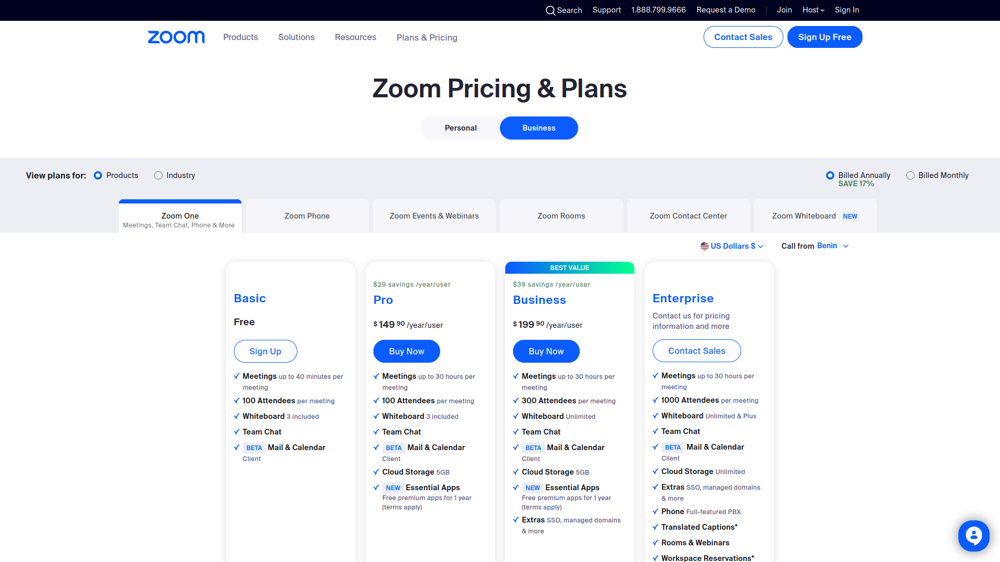 Search Support 1.888.799.9666 Request a Demo Join Host Sign In
zoom Products Solutions Resources Plans & Pricing Contact Sales Sign Up Free
Zoom Pricing & Plans
Personal Business
View plans for: Products Industry Billed Annually Billed Monthly
SAVE 17%
Zoom One Zoom Phone Zoom Events & Webinars Zoom Rooms Zoom Contact Center Zoom Whiteboard NEW
Meetings, Team Chat, Phone & More
US Dollars $ Call from Benin
Basic
Free
Sign Up
Meetings up to 40 minutes per
meeting
100 Attendees per meeting
Whiteboard 3 included
Team Chat
BETA Mail & Calendar
Client
$29 savings /year/user
Pro
$ 149 90 /year/user
Buy Now
Meetings up to 30 hours per
meeting
100 Attendees per meeting
Whiteboard 3 included
Team Chat
BETA Mail & Calendar
Client
Cloud Storage 5GB
NEW Essential Apps
Free premium apps for 1 year
(terms apply)
BEST VALUE
$39 savings /year/user
Business
$ 199 90 /year/user
Buy Now
Meetings up to 30 hours per
meeting
300 Attendees per meeting
Whiteboard Unlimited
Team Chat
BETA Mail & Calendar
Client
Cloud Storage 5GB
NEW Essential Apps
Free premium apps for 1 year
(terms apply)
Extras SSO, managed domains
& more
Enterprise
Contact us for pricing
information and more
Contact Sales
Meetings up to 30 hours per
meeting
1000 Attendees per meeting
Whiteboard Unlimited & Plus
Team Chat
BETA Mail & Calendar
Client
Cloud Storage Unlimited
Extras SSO, managed domains
& more
Phone Full-featured PBX
Translated Captions*
Rooms & Webinars
Workspace Reservations*